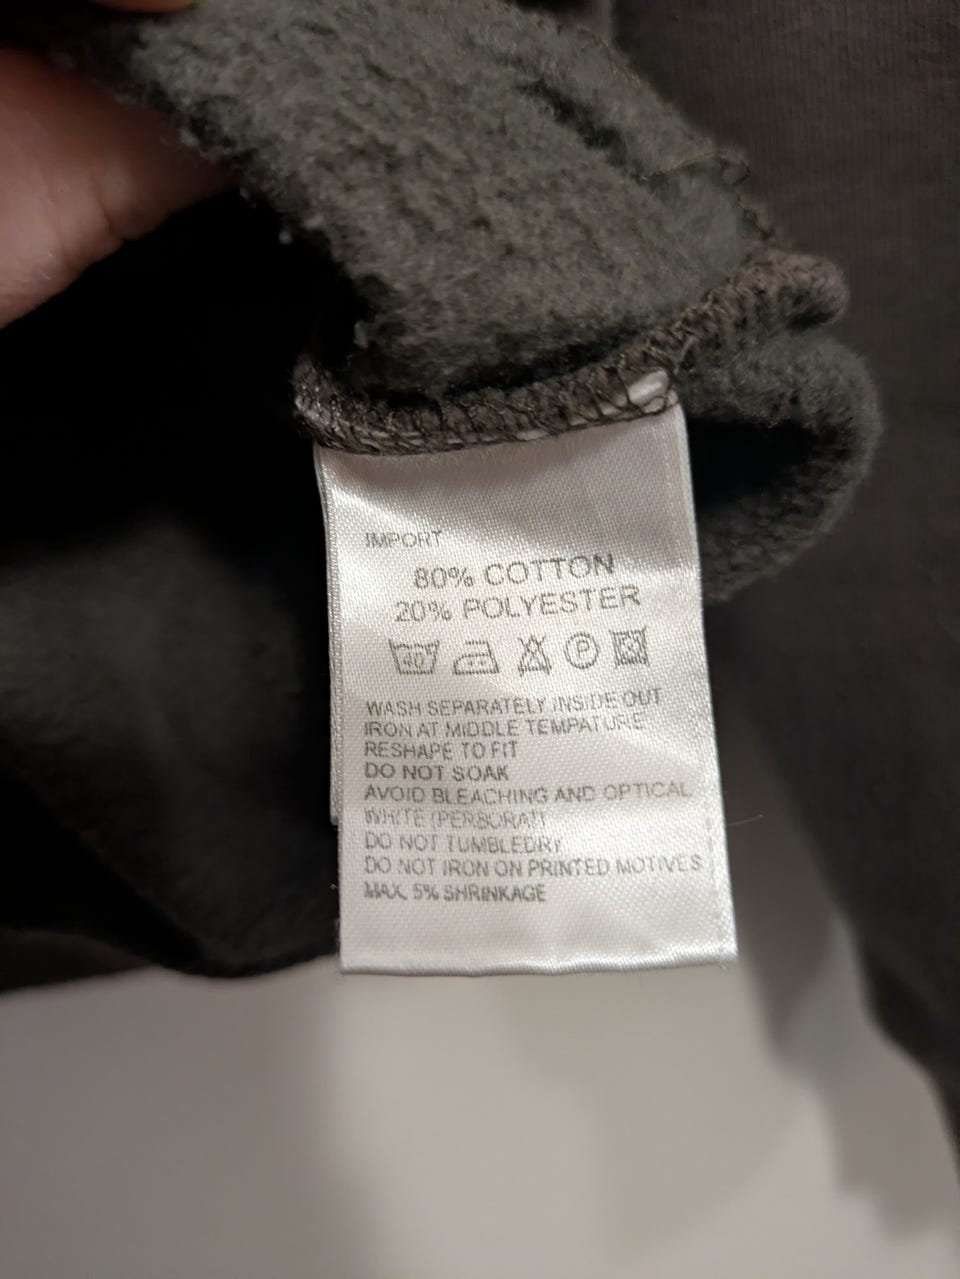 IMPORT
80% COTTON
20% POLYESTER
40 P
WASH SEPARATELY INSIDE OUT
IRON AT MIDDLE TEMPATURE
RESHAPE TO FIT
DO NOT SOAK
AVOID BLEACHING AND OPTICAL
WHITE (PERBORAT)
DO NOT TUMBLEDRY
DO NOT IRON ON PRINTED MOTIVES
MAX. 5% SHRINKAGE